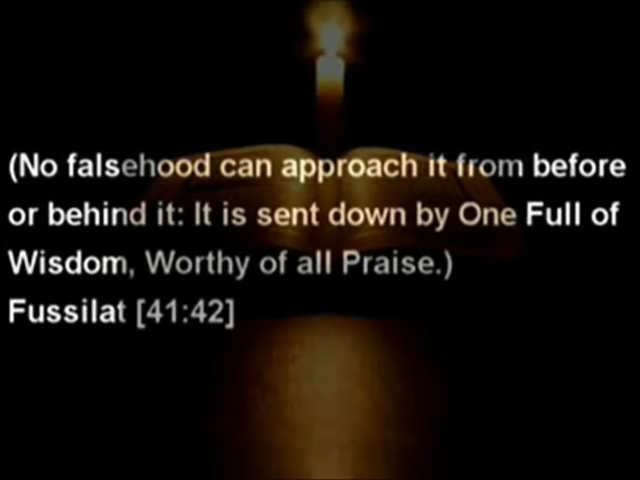 (No falsehood can approach it from before
or behind it: It is sent down by One Full of
Wisdom, Worthy of all Praise.)
Fussilat [41:42]